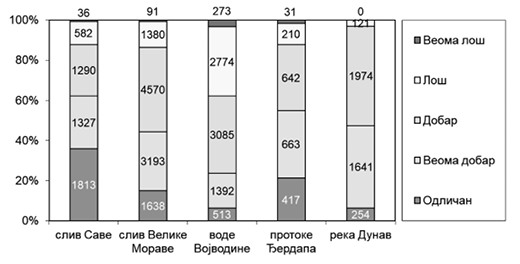 36 91 273 31 0
100% 582 1380 2774 210 121
80% 1290 4570 3085 642 1974
60% 1327 3193 1392 663 1641
40% 1813 1638 513 417 254
20%
0%
слив Саве слив Велике Мораве воде Војводине протоке Ђердапа река Дунав
Веома лош
Лош
Добар
Веома добар
Одличан